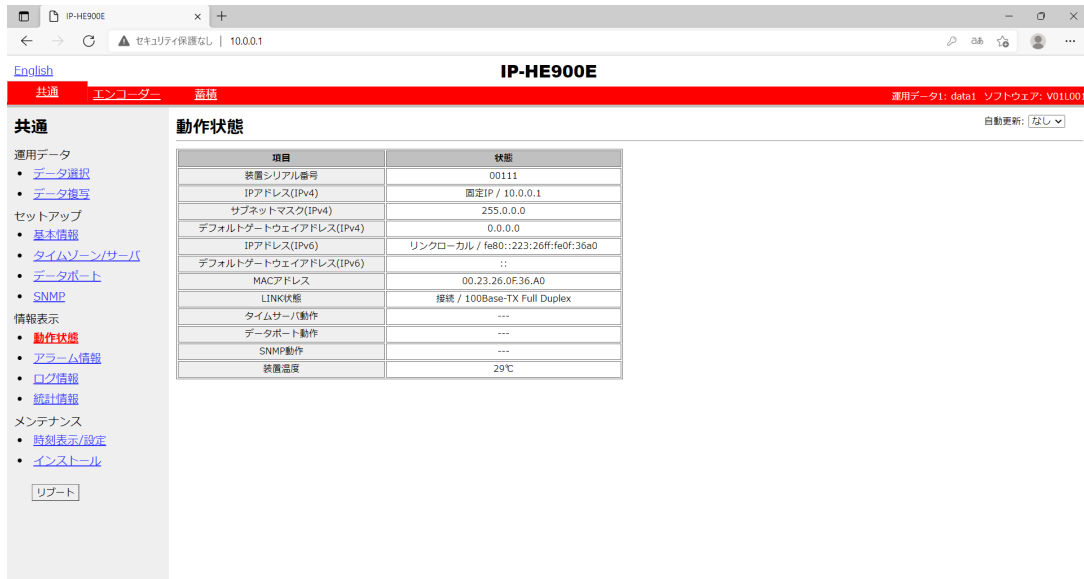 IP-HE900E
セキュリティ保護なし | 10.0.0.1
English
IP-HE900E
共通 エンコーダー 蓄積 運用データ1: data1 ソフトウェア: V01L001
共通
運用データ
• データ選択
• データ複写
セットアップ
• 基本情報
• タイムゾーン/サーバ
• データポート
• SNMP
情報表示
• 動作状態
• アラーム情報
• ログ情報
• 統計情報
メンテナンス
• 時刻表示/設定
• インストール
リブート
動作状態
自動更新: なし
項目 状態
装置シリアル番号 00111
IPアドレス(IPv4) 固定IP / 10.0.0.1
サブネットマスク(IPv4) 255.0.0.0
デフォルトゲートウェイアドレス(IPv4) 0.0.0.0
IPアドレス(IPv6) リンクローカル / fe80::223:26ff:fe0f:36a0
デフォルトゲートウェイアドレス(IPv6) ::
MACアドレス 00.23.26.0F.36.A0
LINK状態 接続 / 100Base-TX Full Duplex
タイムサーバ動作 ---
データポート動作 ---
SNMP動作 ---
装置温度 29℃